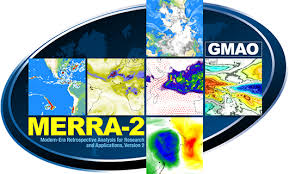 GMAO
MERRA-2
Modern-Era Retrospective Analysis for Research
and Applications, Version 2